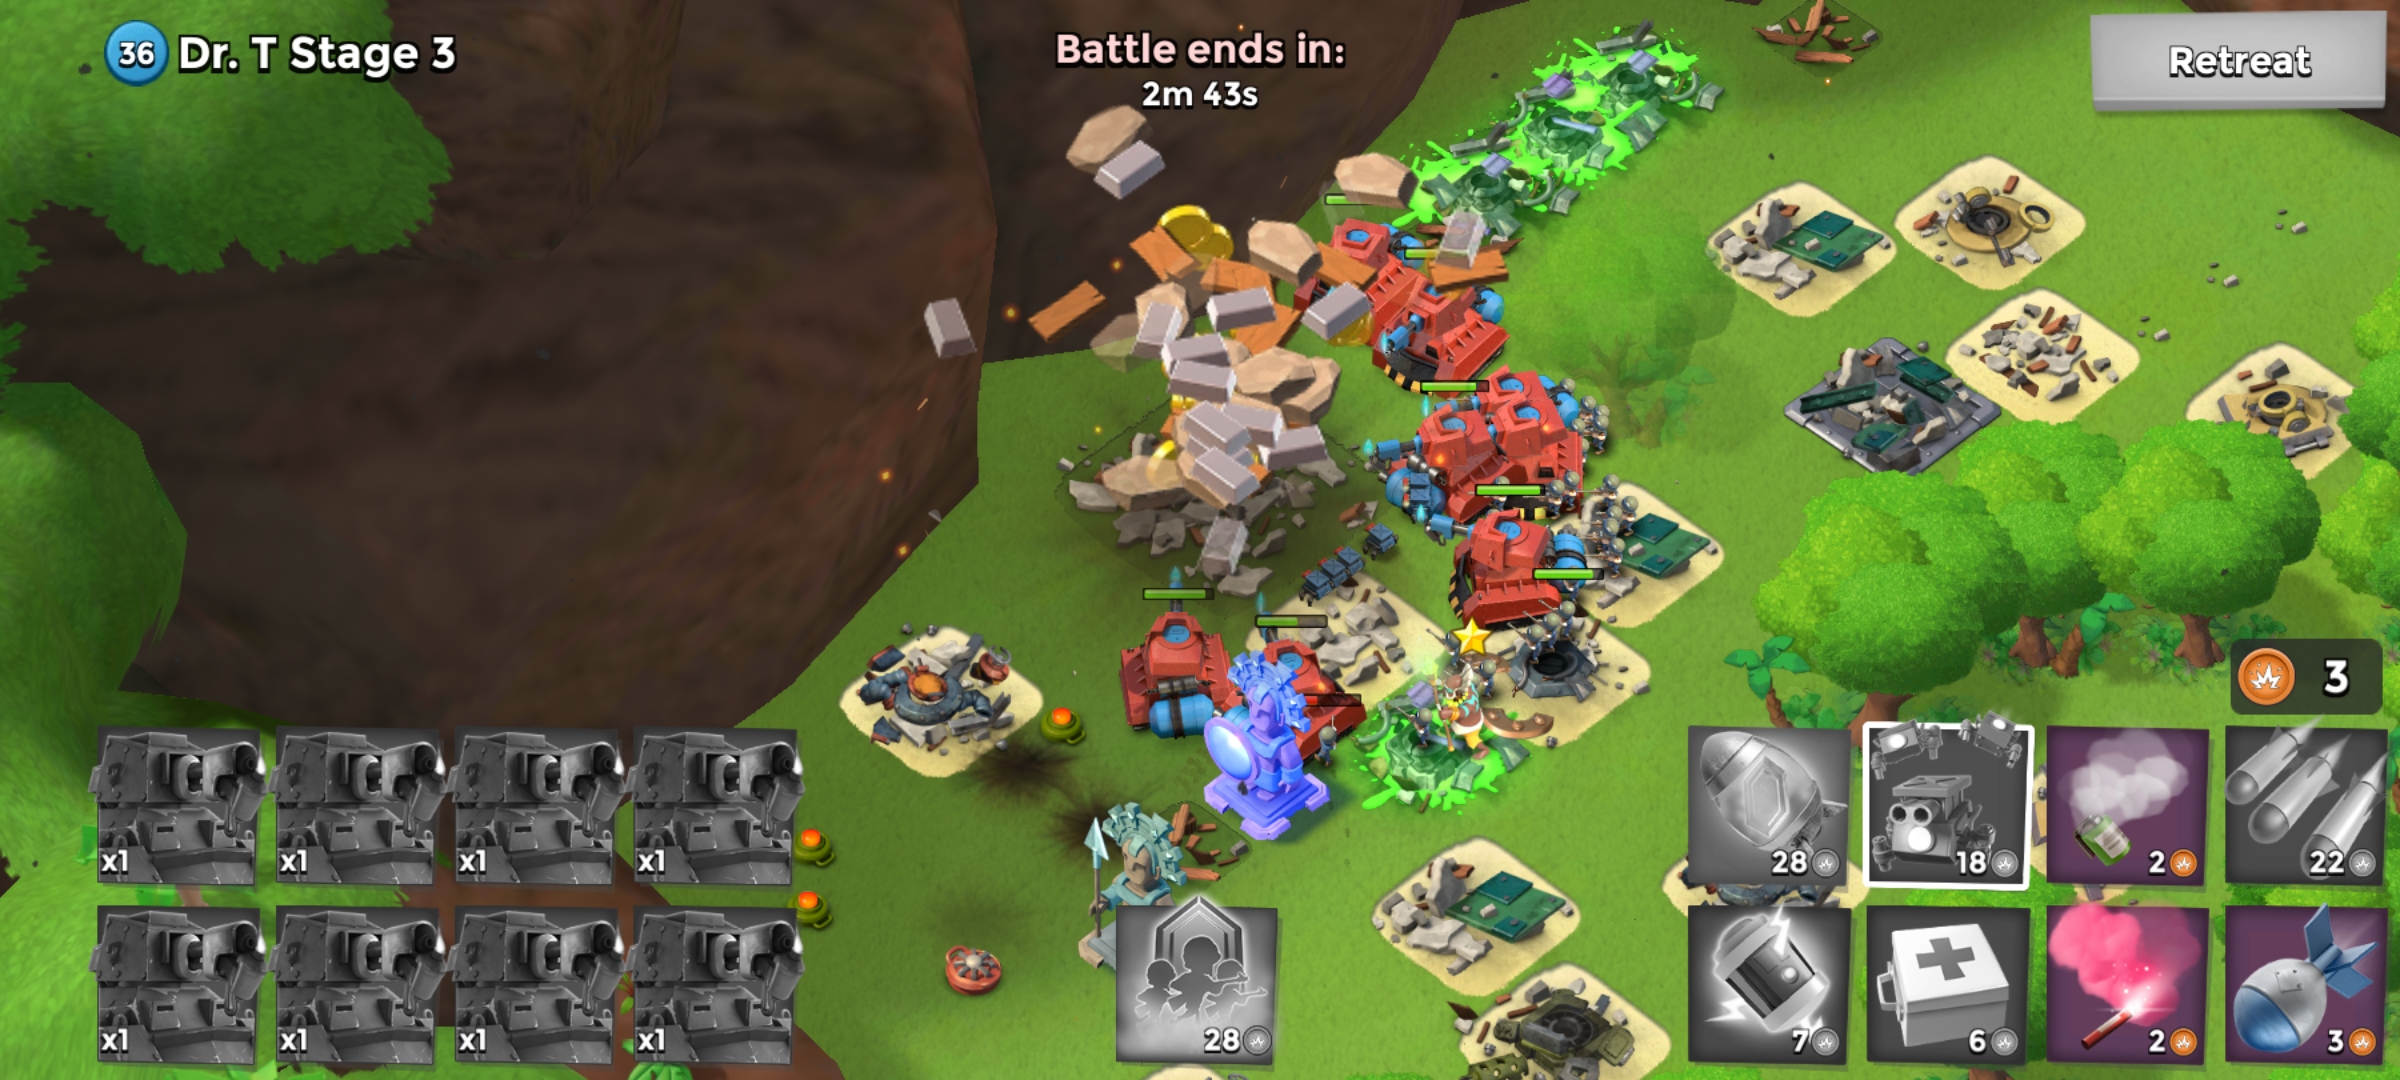 36 Dr. T Stage 3
Battle ends in:
2m 43s
Retreat
3
x1 x1 x1 x1
28 18 2 22
x1 x1 x1 x1
28
7 6 2 3